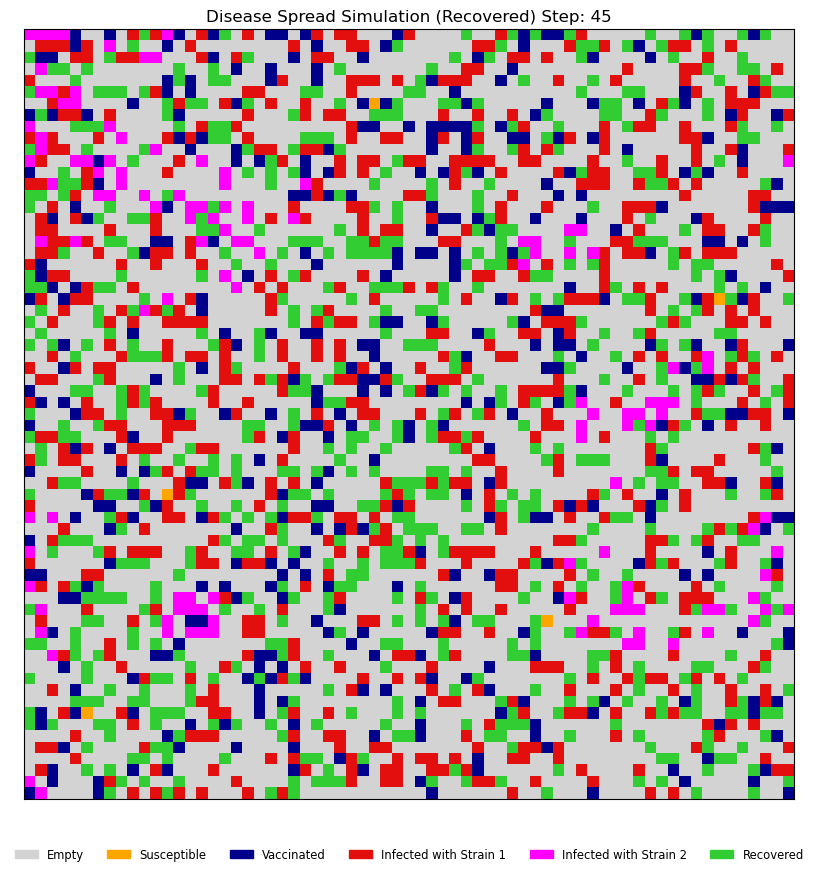 Disease Spread Simulation (Recovered) Step: 45
Empty
Susceptible
Vaccinated
Infected with Strain 1
Infected with Strain 2
Recovered